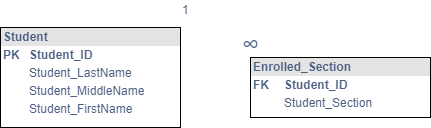 1
Student
PK Student_ID
Student_LastName
Student_MiddleName
Student_FirstName
∞
Enrolled_Section
FK Student_ID
Student_Section